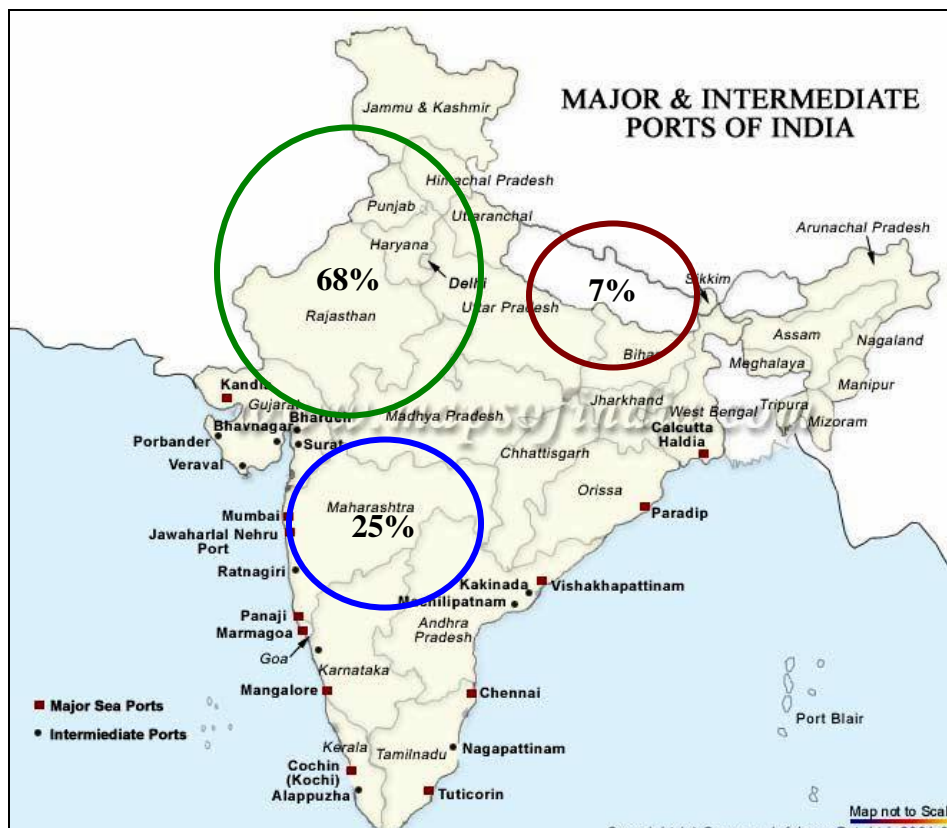 MAJOR & INTERMEDIATE
PORTS OF INDIA
Jammu & Kashmir
Himachal Pradesh
Punjab
Uttaranchal
Arunachal Pradesh
Haryana
68%
Delhi
7%
Sikkim
Rajasthan
Uttar Pradesh
Assam
Nagaland
Bihar
Meghalaya
Kandla
Gujarat
Manipur
Jharkhand
Tripura
Mizoram
Bhavnagar
Bharuch
Madhya Pradesh
West Bengal
Porbander
Surat
Calcutta
Haldia
Veraval
Chhattisgarh
Orissa
Maharashtra
Mumbai
25%
Paradip
Jawaharlal Nehru
Port
Ratnagiri
Kakinada
Vishakhapattinam
Machilipatnam
Panaji
Marmagoa
Andhra
Pradesh
Goa
Karnataka
Mangalore
Chennai
Major Sea Ports
Intermiediate Ports
Port Blair
Kerala
Tamilnadu
Nagapattinam
Cochin
(Kochi)
Alappuzha
Tuticorin
Map not to Scal